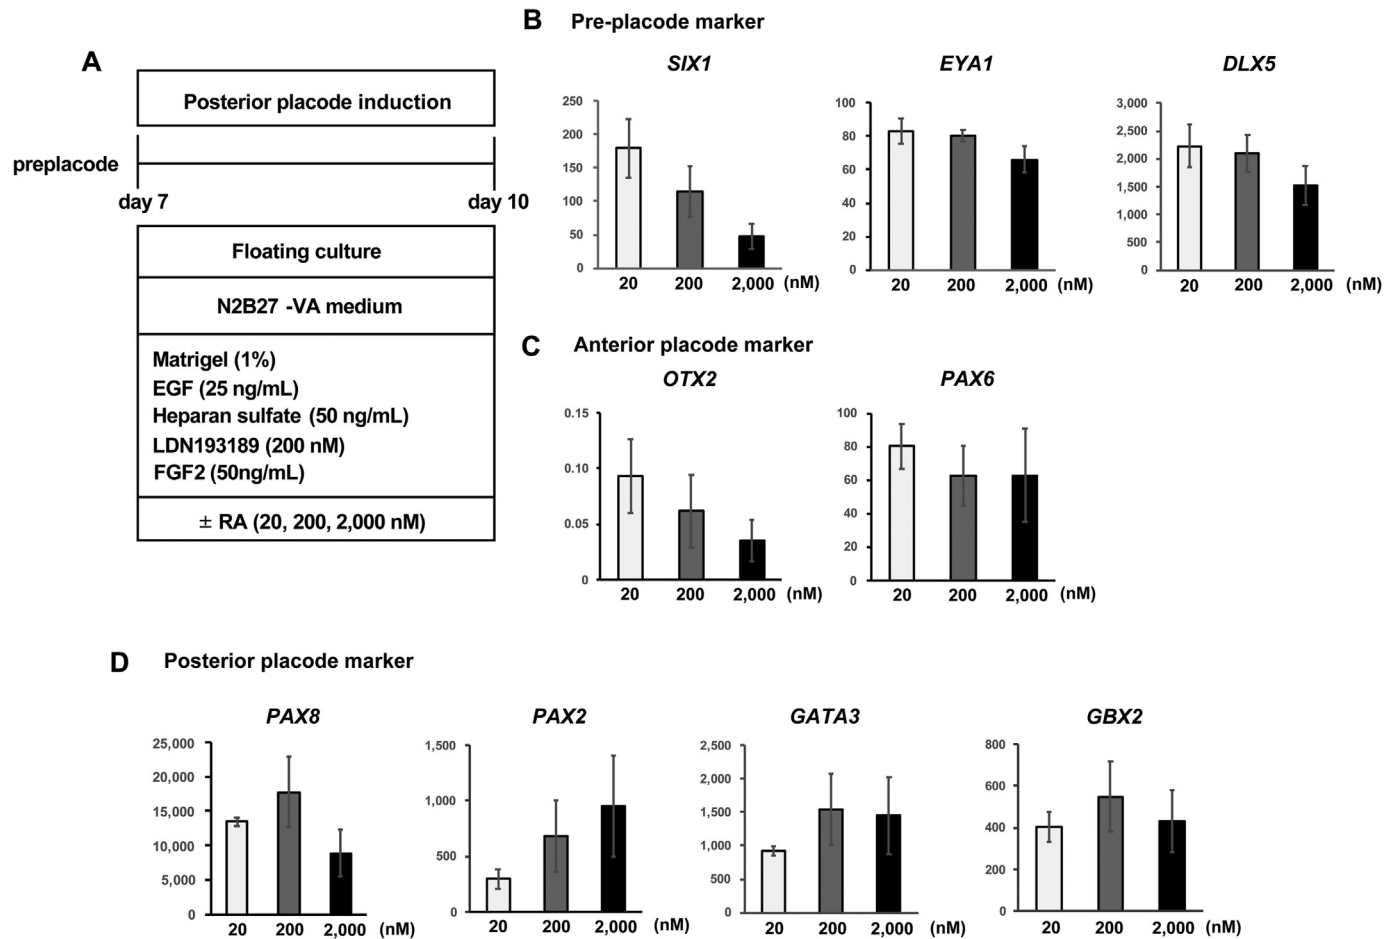 A
Posterior placode induction
preplacode
day 7
day 10
Floating culture
N2B27 -VA medium
Matrigel (1%)
EGF (25 ng/mL)
Heparan sulfate (50 ng/mL)
LDN193189 (200 nM)
FGF2 (50ng/mL)
± RA (20, 200, 2,000 nM)
B Pre-placode marker
SIX1
250
200
150
100
50
0
20 200 2,000 (nM)
EYA1
100
80
60
40
20
0
20 200 2,000 (nM)
DLX5
3,000
2,500
2,000
1,500
1,000
500
0
20 200 2,000 (nM)
C Anterior placode marker
OTX2
0.15
0.10
0.05
0
20 200 2,000 (nM)
PAX6
100
80
60
40
20
0
20 200 2,000 (nM)
D Posterior placode marker
PAX8
25,000
20,000
15,000
10,000
5,000
0
20 200 2,000 (nM)
PAX2
1,500
1,000
500
0
20 200 2,000 (nM)
GATA3
2,500
2,000
1,500
1,000
500
0
20 200 2,000 (nM)
GBX2
800
600
400
200
0
20 200 2,000 (nM)